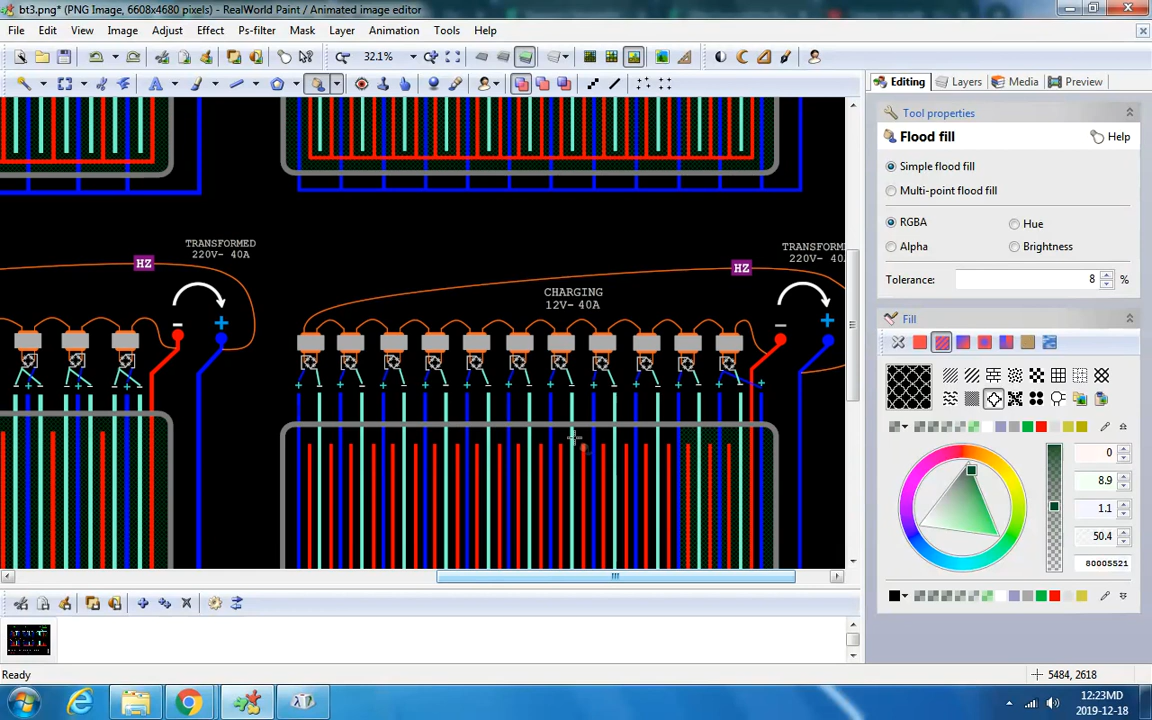 bt3.png* (PNG Image, 6608x4680 pixels) - RealWorld Paint / Animated image editor
File Edit View Image Adjust Effect Ps-filter Mask Layer Animation Tools Help
32.1%
Editing Layers Media Preview
Tool properties
Flood fill Help
Simple flood fill
Multi-point flood fill
RGBA Hue
Alpha Brightness
Tolerance: 8 %
Fill
0
8.9
1.1
50.4
80005521
TRANSFORMED
220V- 40A
HZ
TRANSFORM
220V- 40A
HZ
CHARGING
12V- 40A
Ready
5484, 2618
12:23MD
2019-12-18